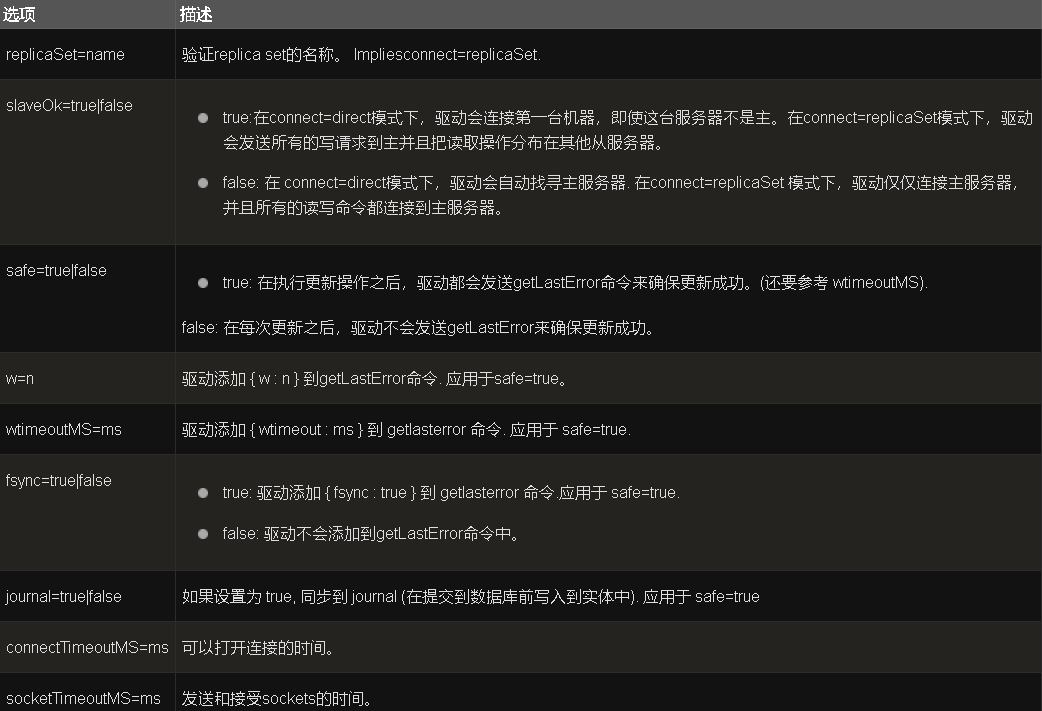 选项 描述
replicaSet=name 验证replica set的名称。 Impliesconnect=replicaSet.
slaveOk=true|false
true:在connect=direct模式下，驱动会连接第一台机器，即使这台服务器不是主。在connect=replicaSet模式下，驱动
会发送所有的写请求到主并且把读取操作分布在其他从服务器。
false: 在 connect=direct模式下，驱动会自动找寻主服务器. 在connect=replicaSet 模式下，驱动仅仅连接主服务器，
并且所有的读写命令都连接到主服务器。
safe=true|false
true: 在执行更新操作之后，驱动都会发送getLastError命令来确保更新成功。(还要参考 wtimeoutMS).
false: 在每次更新之后，驱动不会发送getLastError来确保更新成功。
w=n 驱动添加 { w : n } 到getLastError命令. 应用于safe=true。
wtimeoutMS=ms 驱动添加 { wtimeout : ms } 到 getlasterror 命令. 应用于 safe=true.
fsync=true|false
true: 驱动添加 { fsync : true } 到 getlasterror 命令.应用于 safe=true.
false: 驱动不会添加到getLastError命令中。
journal=true|false 如果设置为 true, 同步到 journal (在提交到数据库前写入到实体中). 应用于 safe=true
connectTimeoutMS=ms 可以打开连接的时间。
socketTimeoutMS=ms 发送和接受sockets的时间。